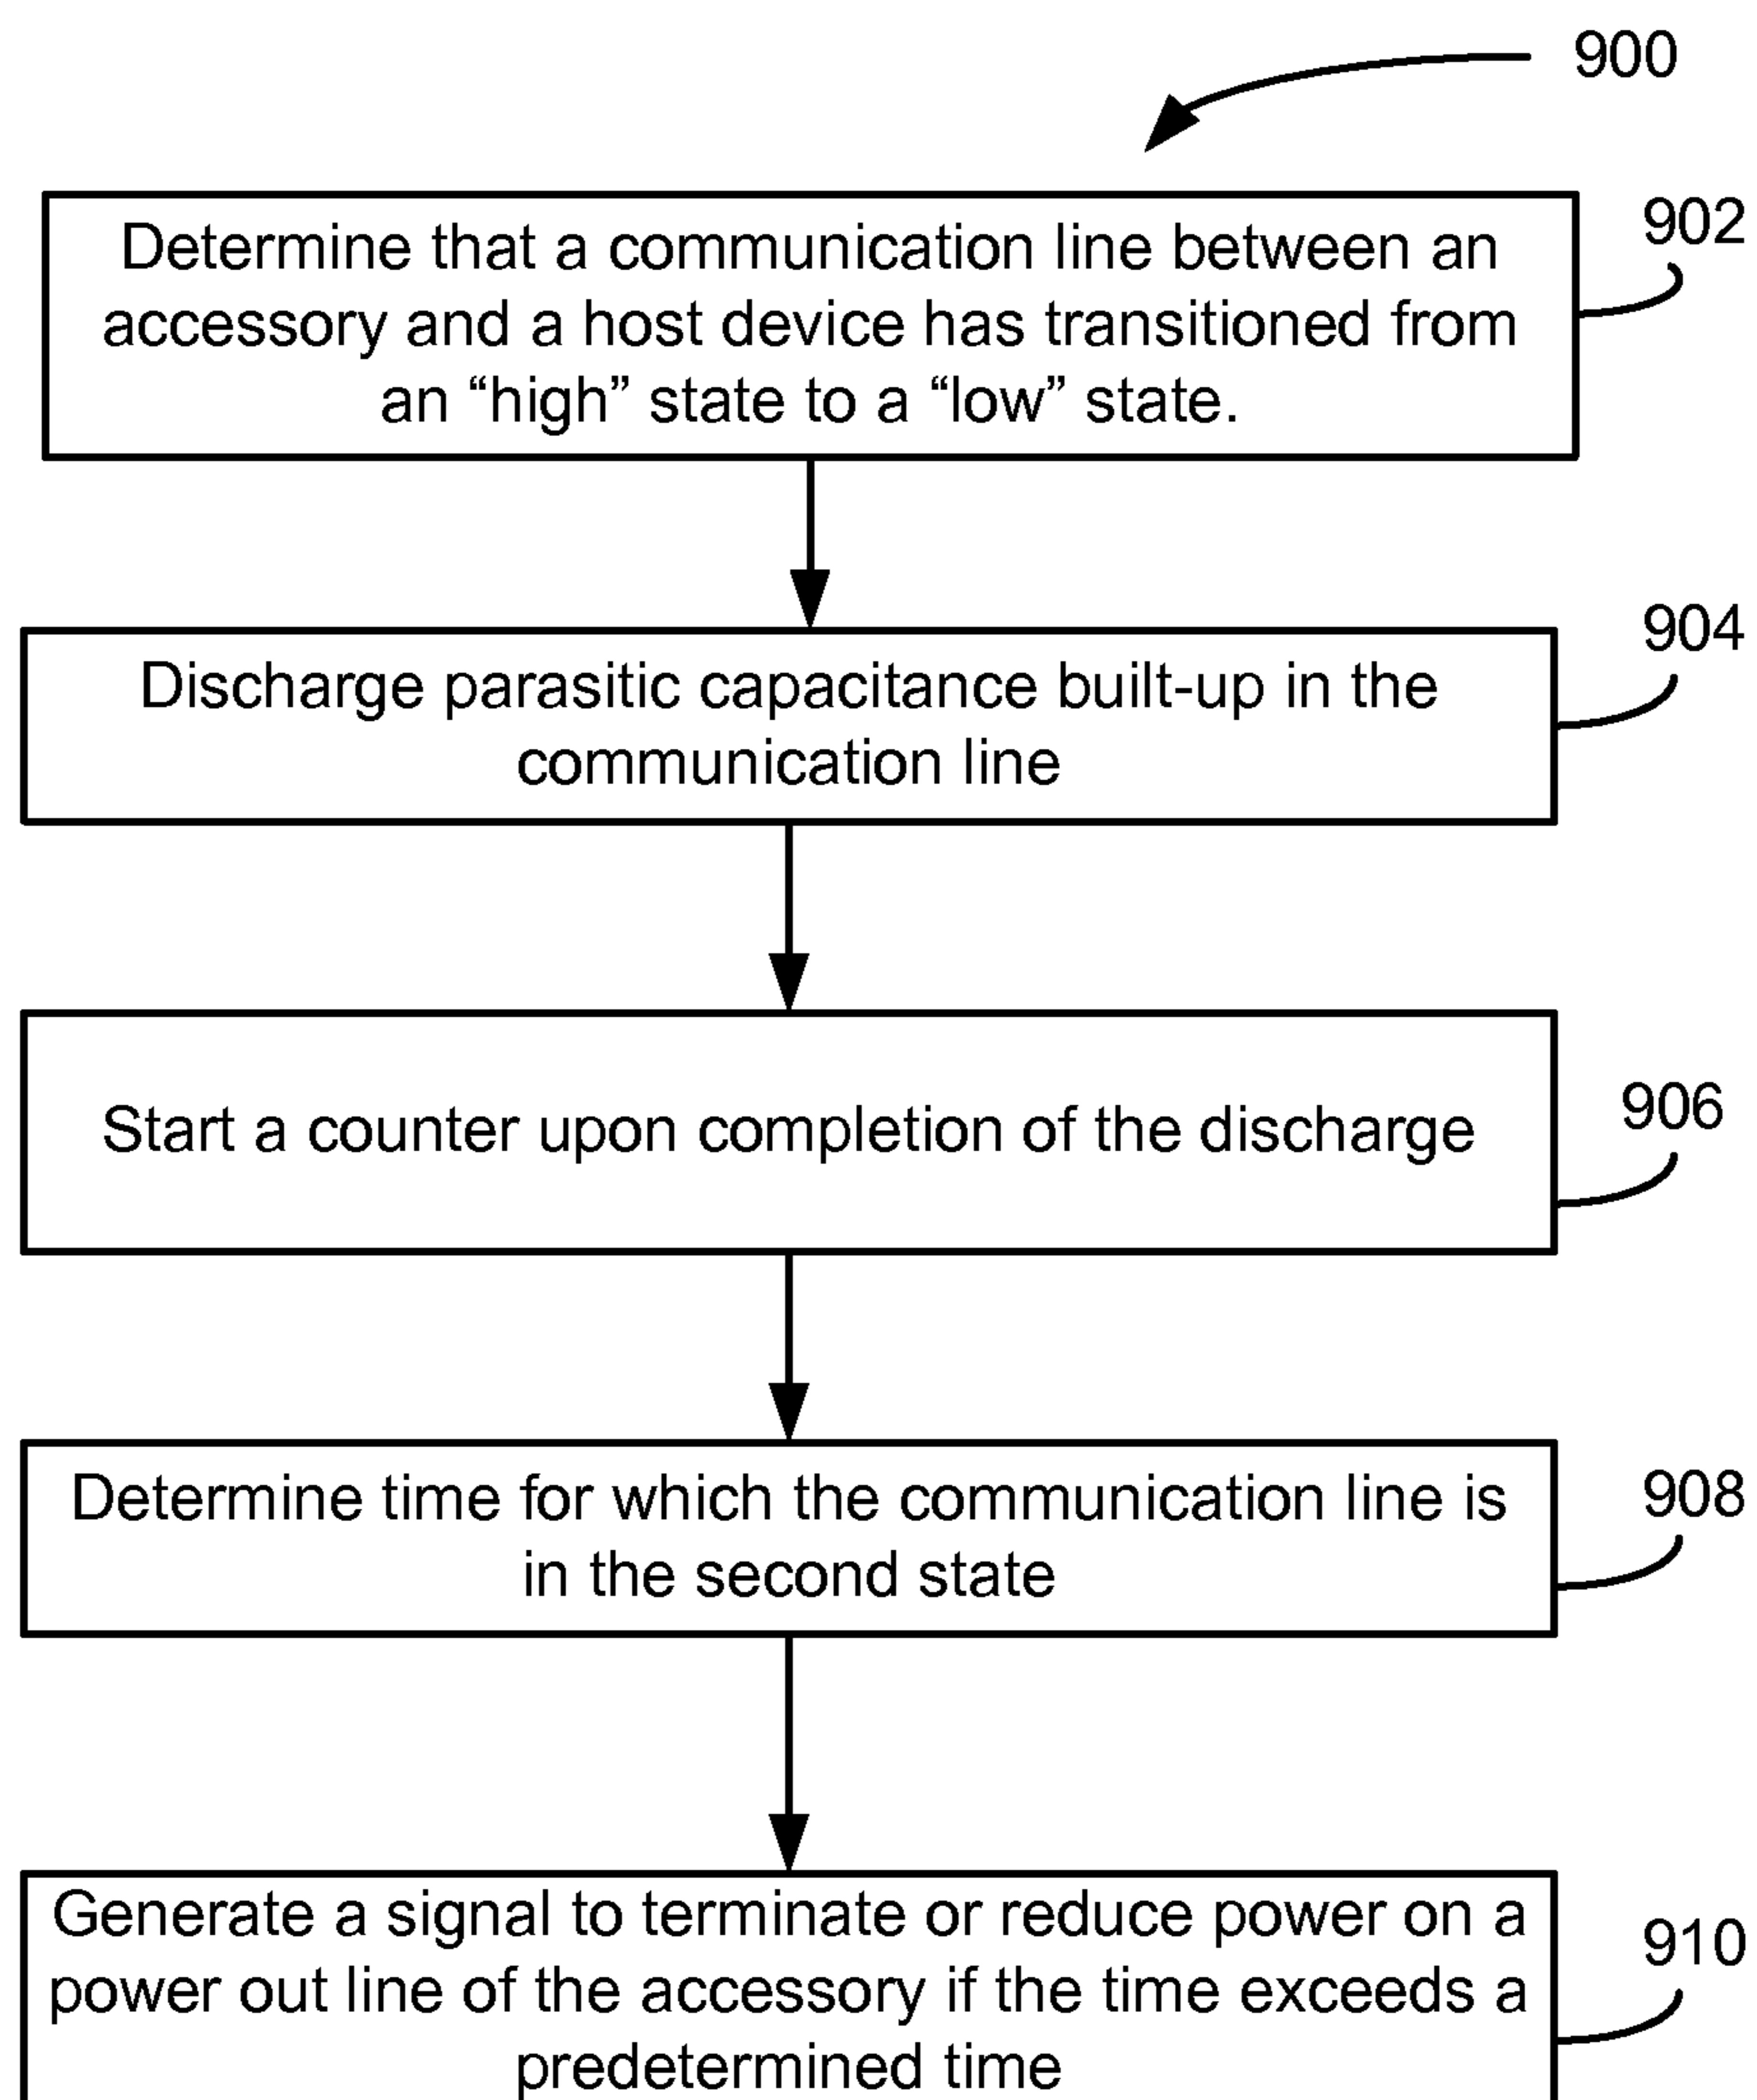 900
Determine that a communication line between an
accessory and a host device has transitioned from
an “high” state to a “low” state.
902
Discharge parasitic capacitance built-up in the
communication line
904
Start a counter upon completion of the discharge
906
Determine time for which the communication line is
in the second state
908
Generate a signal to terminate or reduce power on a
power out line of the accessory if the time exceeds a
predetermined time
910